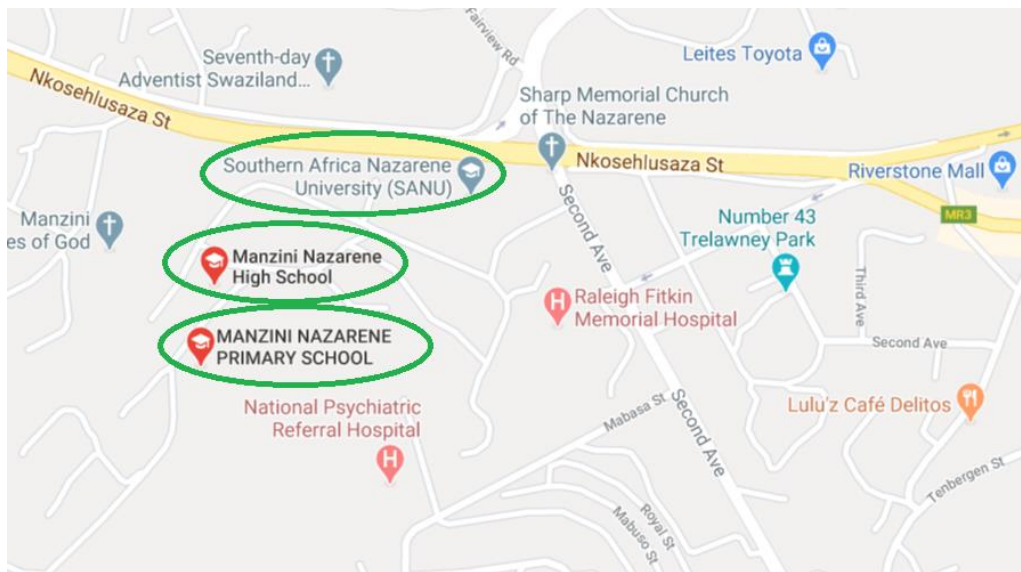 Fairview Rd
Leites Toyota
Seventh-day
Adventist Swaziland...
Nkosehlusaza St
Sharp Memorial Church
of The Nazarene
Southern Africa Nazarene
University (SANU)
Nkosehlusaza St
Riverstone Mall
Manzini
es of God
Second Ave
Number 43
Trelawney Park
MR3
Manzini Nazarene
High School
Raleigh Fitkin
Memorial Hospital
Third Ave
MANZINI NAZARENE
PRIMARY SCHOOL
Second Ave
National Psychiatric
Referral Hospital
Mabasa St
Second Ave
Lulu'z Café Delitos
Tenbergen St
Royal St
Mabuso St